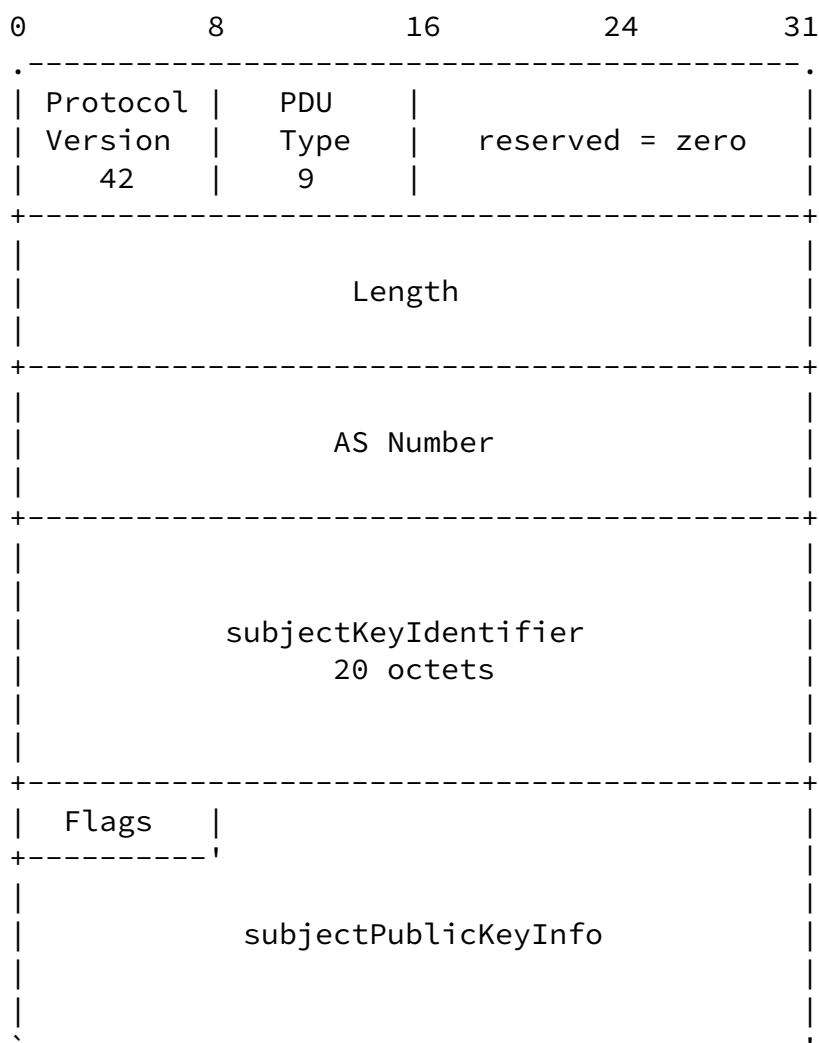 0          8          16         24        31
.-------------------------------------------.
| Protocol |   PDU    |                     |
| Version  |   Type   |   reserved = zero   |
|    42    |    9     |                     |
+-------------------------------------------+
|                                           |
|                  Length                   |
|                                           |
+-------------------------------------------+
|                                           |
|                 AS Number                 |
|                                           |
+-------------------------------------------+
|                                           |
|                                           |
|           subjectKeyIdentifier            |
|                 20 octets                 |
|                                           |
|                                           |
+-------------------------------------------+
|  Flags   |                                |
+----------'                                |
|                                           |
|            subjectPublicKeyInfo           |
|                                           |
|                                           |
`                                           '